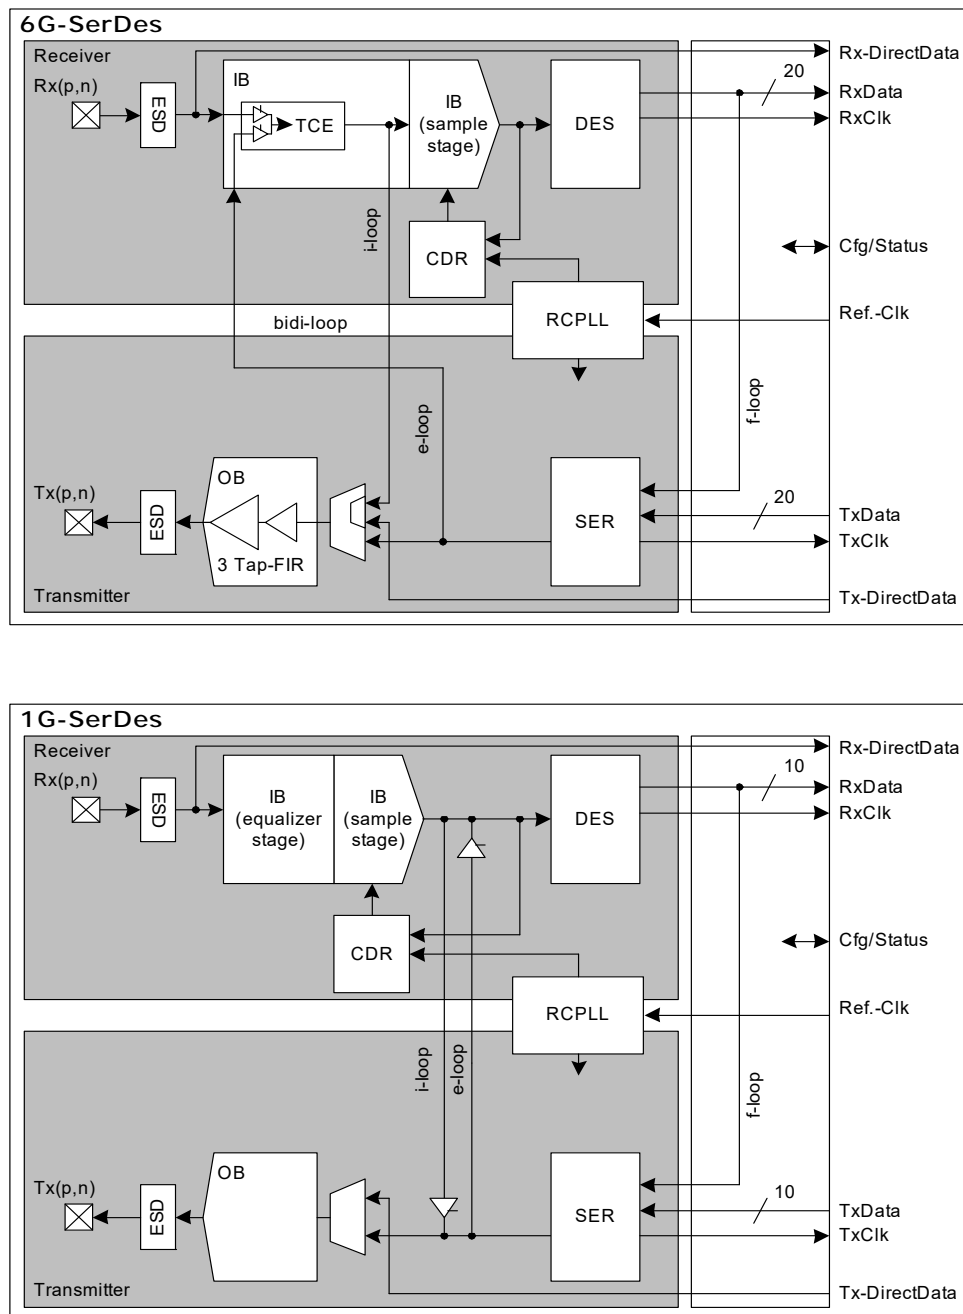 6G-SerDes
Receiver
Rx-DirectData
Rx(p,n)
ESD
IB
TCE
IB
(sample
stage)
DES
20
RxData
RxClk
i-loop
CDR
Cfg/Status
RCPLL
Ref.-Clk
bidi-loop
e-loop
f-loop
Tx(p,n)
ESD
OB
3 Tap-FIR
SER
20
TxData
TxClk
Transmitter
Tx-DirectData
1G-SerDes
Receiver
Rx-DirectData
Rx(p,n)
ESD
IB
(equalizer
stage)
IB
(sample
stage)
DES
10
RxData
RxClk
CDR
Cfg/Status
RCPLL
Ref.-Clk
i-loop
e-loop
f-loop
Tx(p,n)
ESD
OB
SER
10
TxData
TxClk
Transmitter
Tx-DirectData